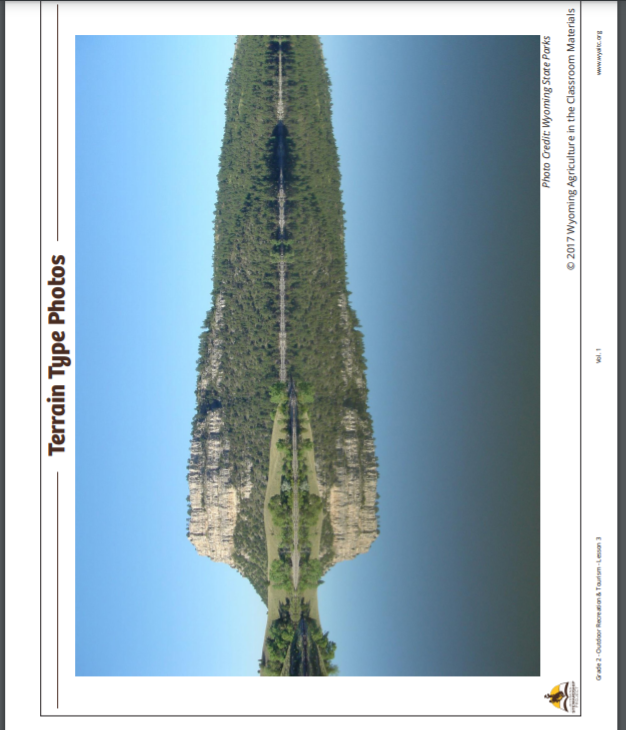 Terrain Type Photos
Photo Credit: Wyoming State Parks
© 2017 Wyoming Agriculture in the Classroom Materials
Grade 2 - Outdoor Recreation & Tourism - Lesson 3
Vol. 1
www.wyaitc.org